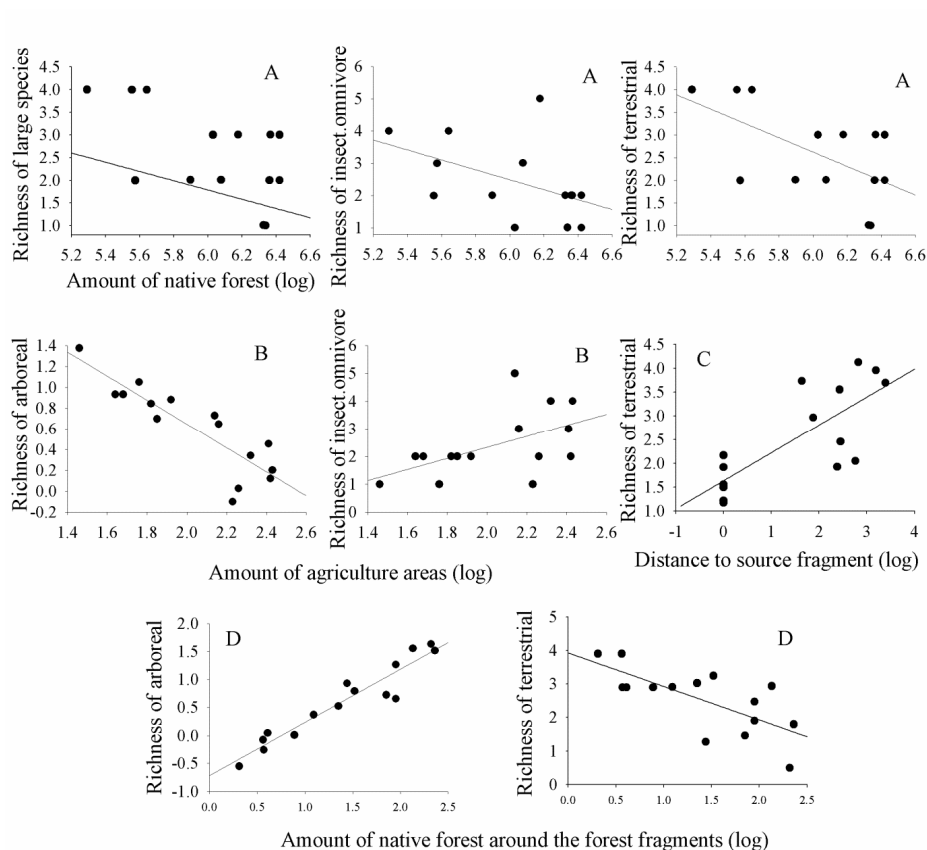 Richness of large species
4.5
4.0
3.5
3.0
2.5
2.0
1.5
1.0
A
5.2 5.4 5.6 5.8 6.0 6.2 6.4 6.6
Amount of native forest (log)
Richness of insect.omnivore
6
5
4
3
2
1
A
5.2 5.4 5.6 5.8 6.0 6.2 6.4 6.6
Richness of terrestrial
4.5
4.0
3.5
3.0
2.5
2.0
1.5
1.0
A
5.2 5.4 5.6 5.8 6.0 6.2 6.4 6.6
Richness of arboreal
1.4
1.2
1.0
0.8
0.6
0.4
0.2
0.0
-0.2
B
1.4 1.6 1.8 2.0 2.2 2.4 2.6
Richness of insect.omnivore
6
5
4
3
2
1
0
B
1.4 1.6 1.8 2.0 2.2 2.4 2.6
Amount of agriculture areas (log)
Richness of terrestrial
4.5
4.0
3.5
3.0
2.5
2.0
1.5
1.0
C
-1 0 1 2 3 4
Distance to source fragment (log)
Richness of arboreal
2.0
1.5
1.0
0.5
0.0
-0.5
-1.0
D
0.0 0.5 1.0 1.5 2.0 2.5
Richness of terrestrial
5
4
3
2
1
0
D
0.0 0.5 1.0 1.5 2.0 2.5
Amount of native forest around the forest fragments (log)